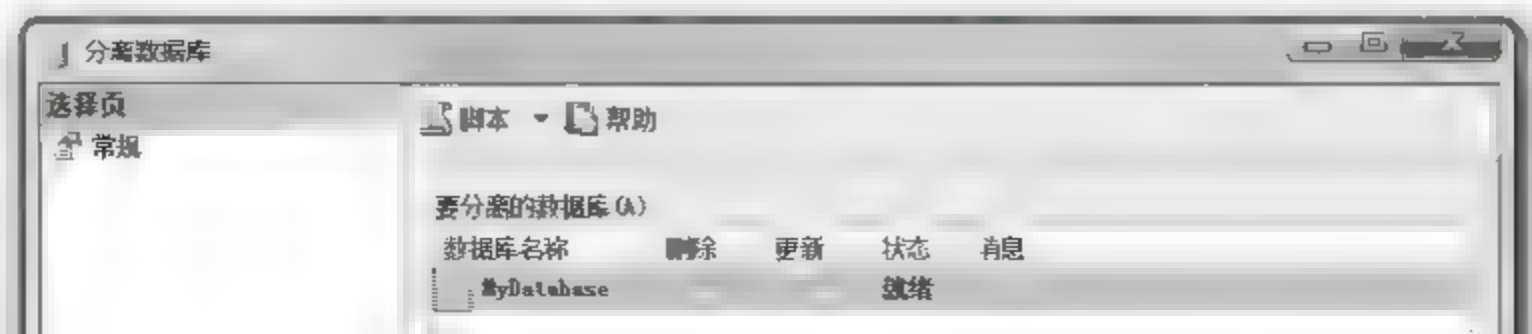 分离数据库
选择页
常规
脚本 帮助
要分离的数据库(A)
数据库名称 删除 更新 状态 消息
MyDatabase 就绪